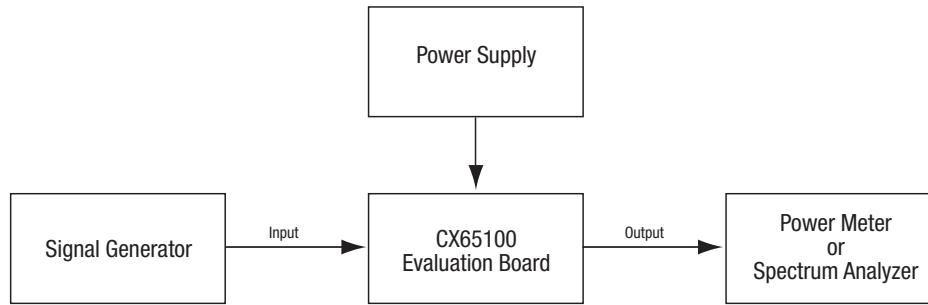 Power Supply
Signal Generator
Input
CX65100
Evaluation Board
Output
Power Meter
or
Spectrum Analyzer